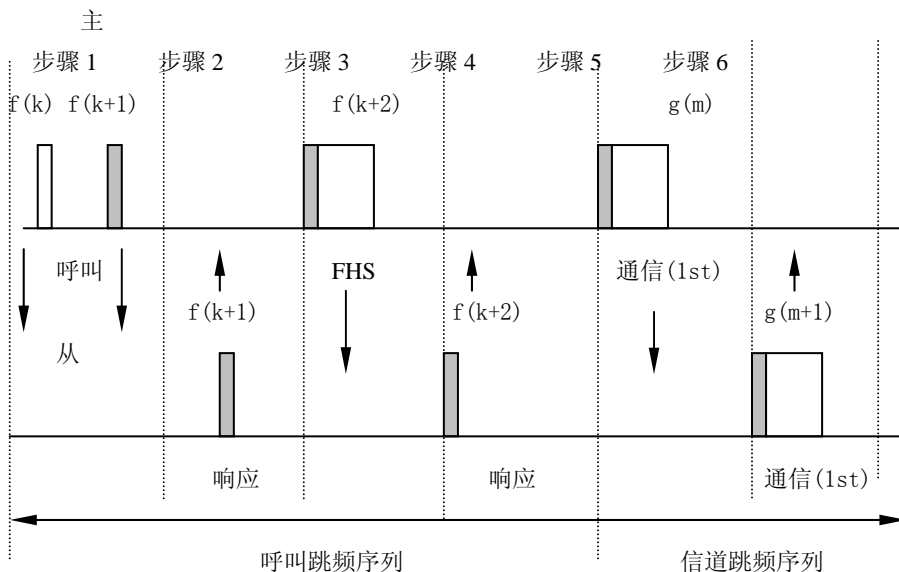 主
步骤 1 步骤 2 步骤 3 步骤 4 步骤 5 步骤 6
f(k) f(k+1) f(k+2) g(m)
呼叫 FHS 通信(1st)
f(k+1) f(k+2) g(m+1)
从
响应 响应 通信(1st)
呼叫跳频序列 信道跳频序列